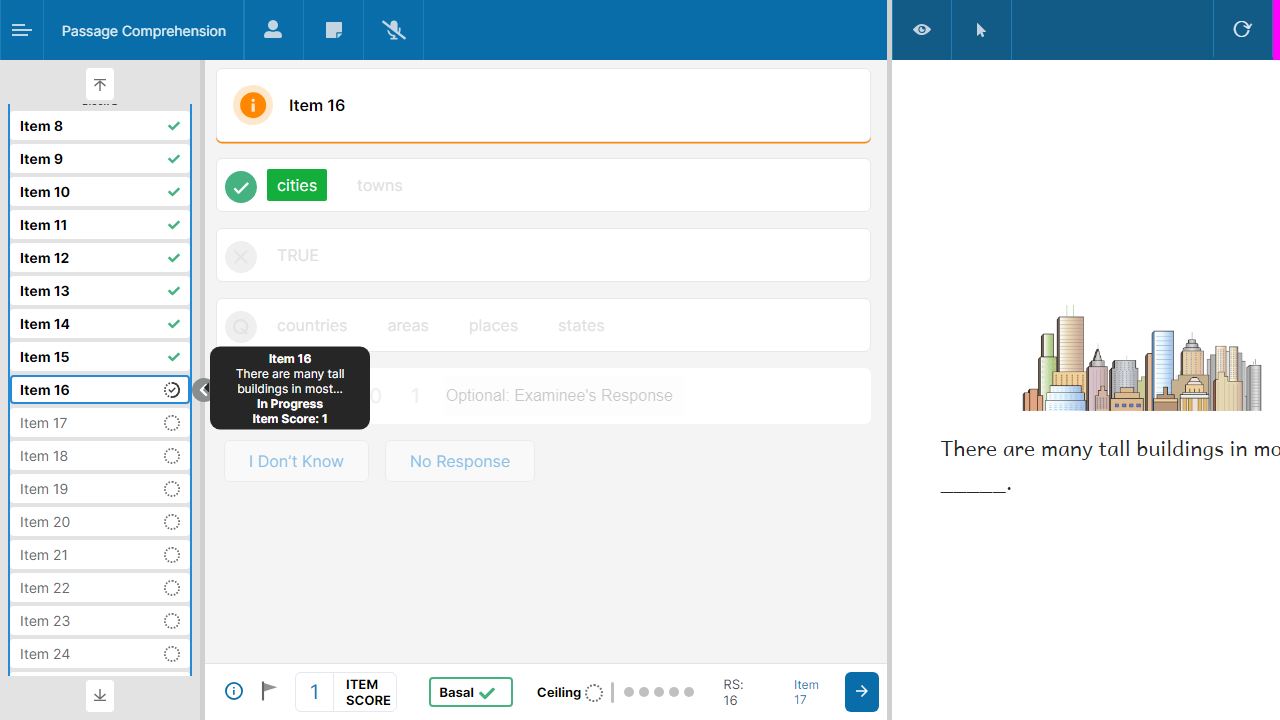 Passage Comprehension
Item 8
Item 9
Item 10
Item 11
Item 12
Item 13
Item 14
Item 15
Item 16
Item 17
Item 18
Item 19
Item 20
Item 21
Item 22
Item 23
Item 24
Item 16
cities towns
TRUE
Q countries areas places states
Item 16
There are many tall
buildings in most...
In Progress
Item Score: 1
0 1 Optional: Examinee's Response
I Don't Know No Response
1 ITEM SCORE
Basal
Ceiling
RS: 16
Item 17
There are many tall buildings in mo
_____.